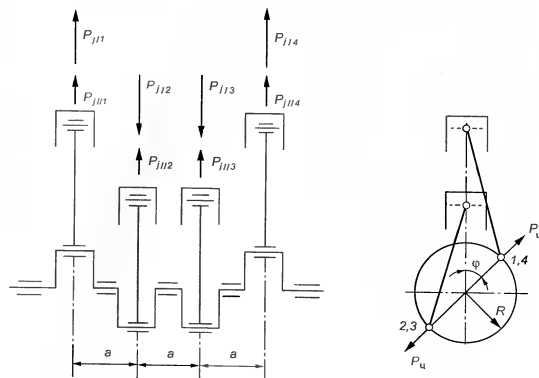 P_jI1
P_jI4
P_jI2
P_jI3
P_jII1
P_jII4
P_jII2
P_jII3
P_ц
1,4
φ
R
2,3
P_ц
a
a
a